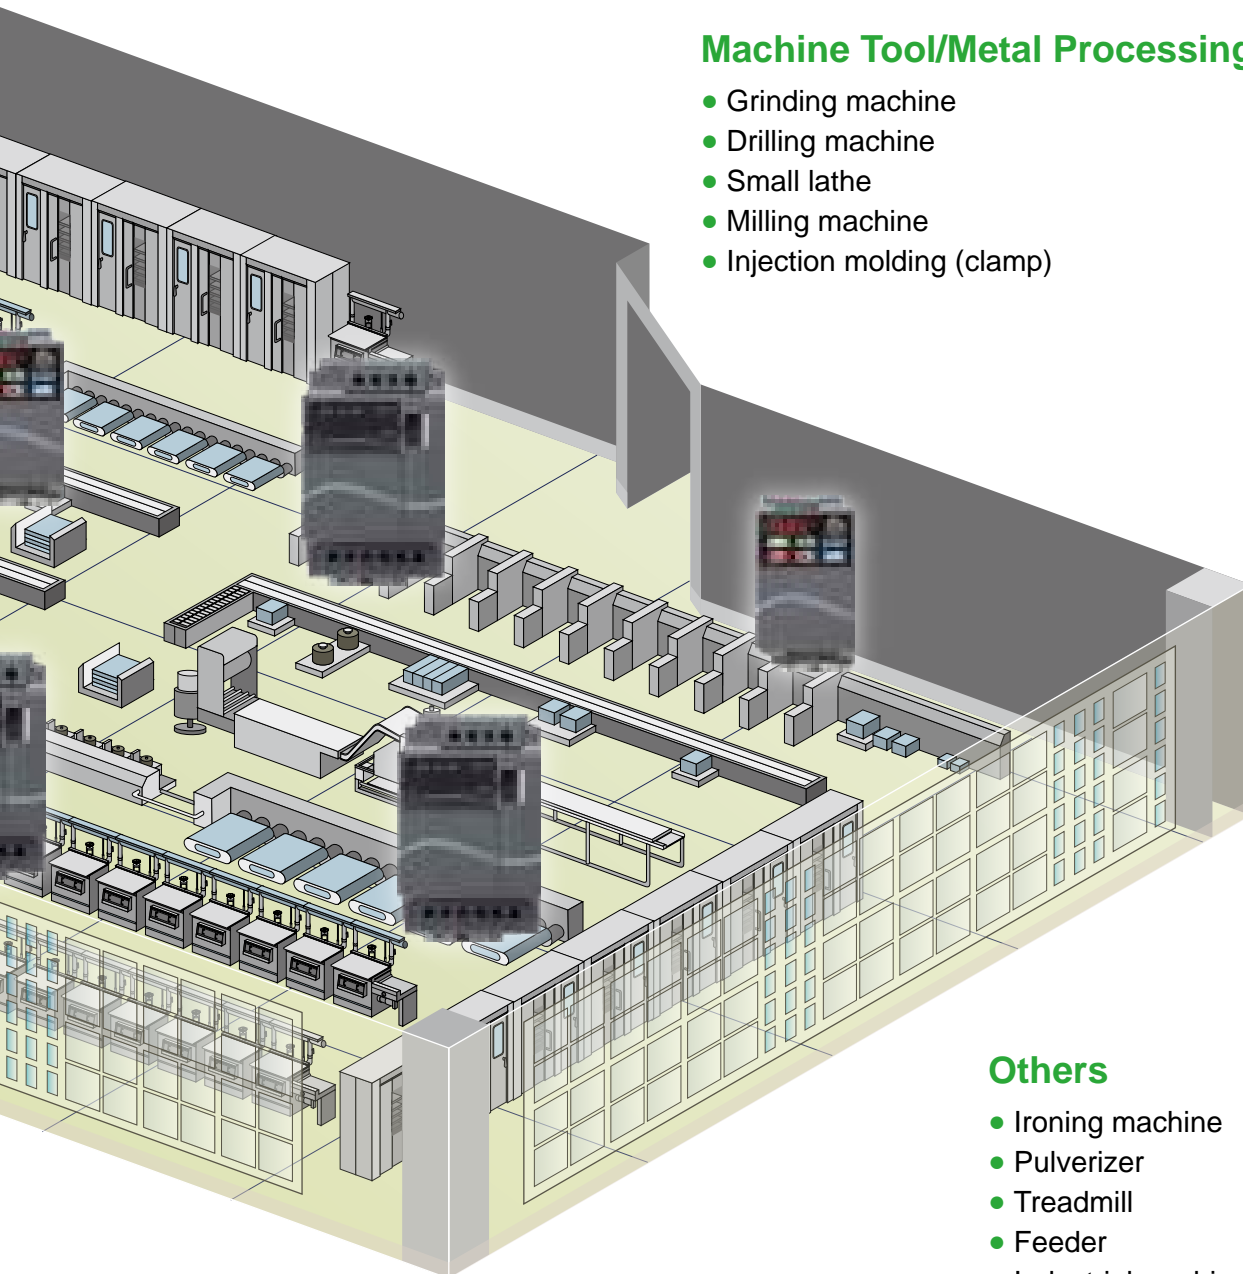 Machine Tool/Metal Processing
● Grinding machine
● Drilling machine
● Small lathe
● Milling machine
● Injection molding (clamp)
Others
● Ironing machine
● Pulverizer
● Treadmill
● Feeder